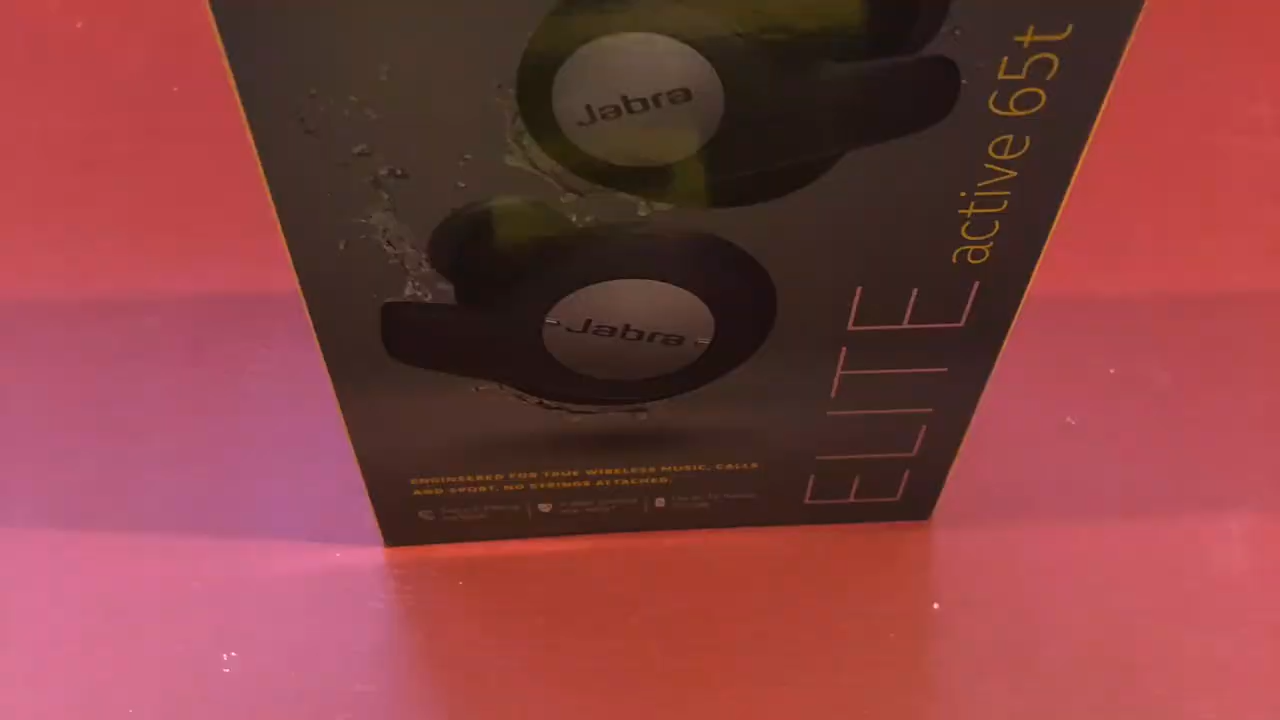 Jabra
Jabra
ELITE active 65t
ENGINEERED FOR TRUE WIRELESS MUSIC, CALLS
AND SPORT. NO STRINGS ATTACHED.